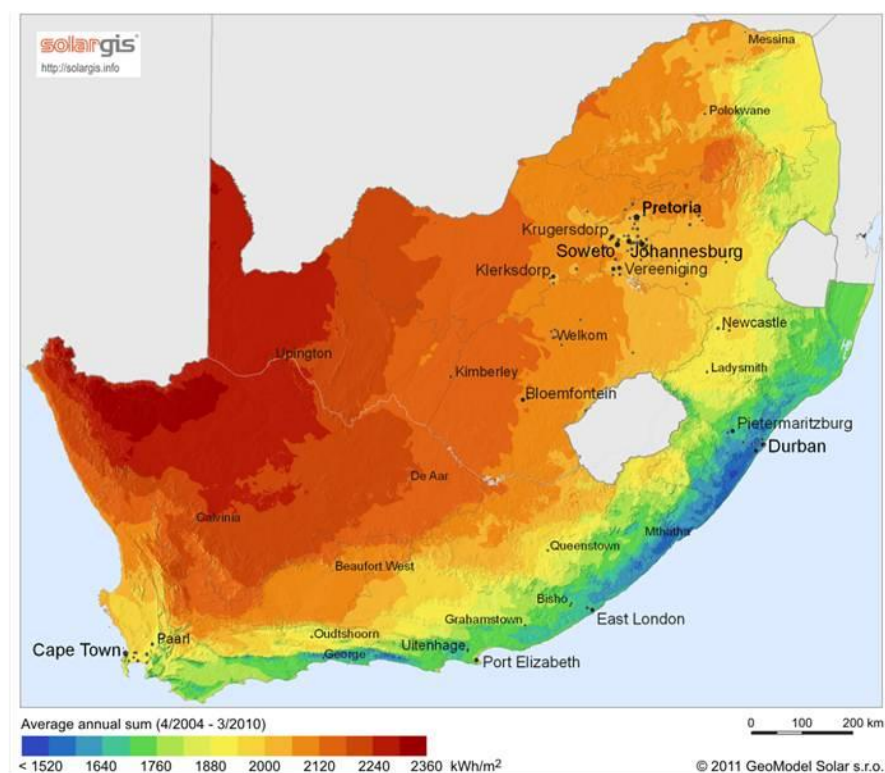 solargis
http://solargis.info
Messina
Polokwane
Pretoria
Krugersdorp
Soweto
Johannesburg
Klerksdorp
Vereeniging
Newcastle
Welkom
Upington
Kimberley
Ladysmith
Bloemfontein
Pietermaritzburg
Durban
De Aar
Calvinia
Mthatha
Queenstown
Beaufort West
Bisho
East London
Grahamstown
Oudtshoorn
Paarl
Cape Town
Uitenhage
George
Port Elizabeth
Average annual sum (4/2004 - 3/2010)
0 100 200 km
< 1520 1640 1760 1880 2000 2120 2240 2360 kWh/m²
© 2011 GeoModel Solar s.r.o.